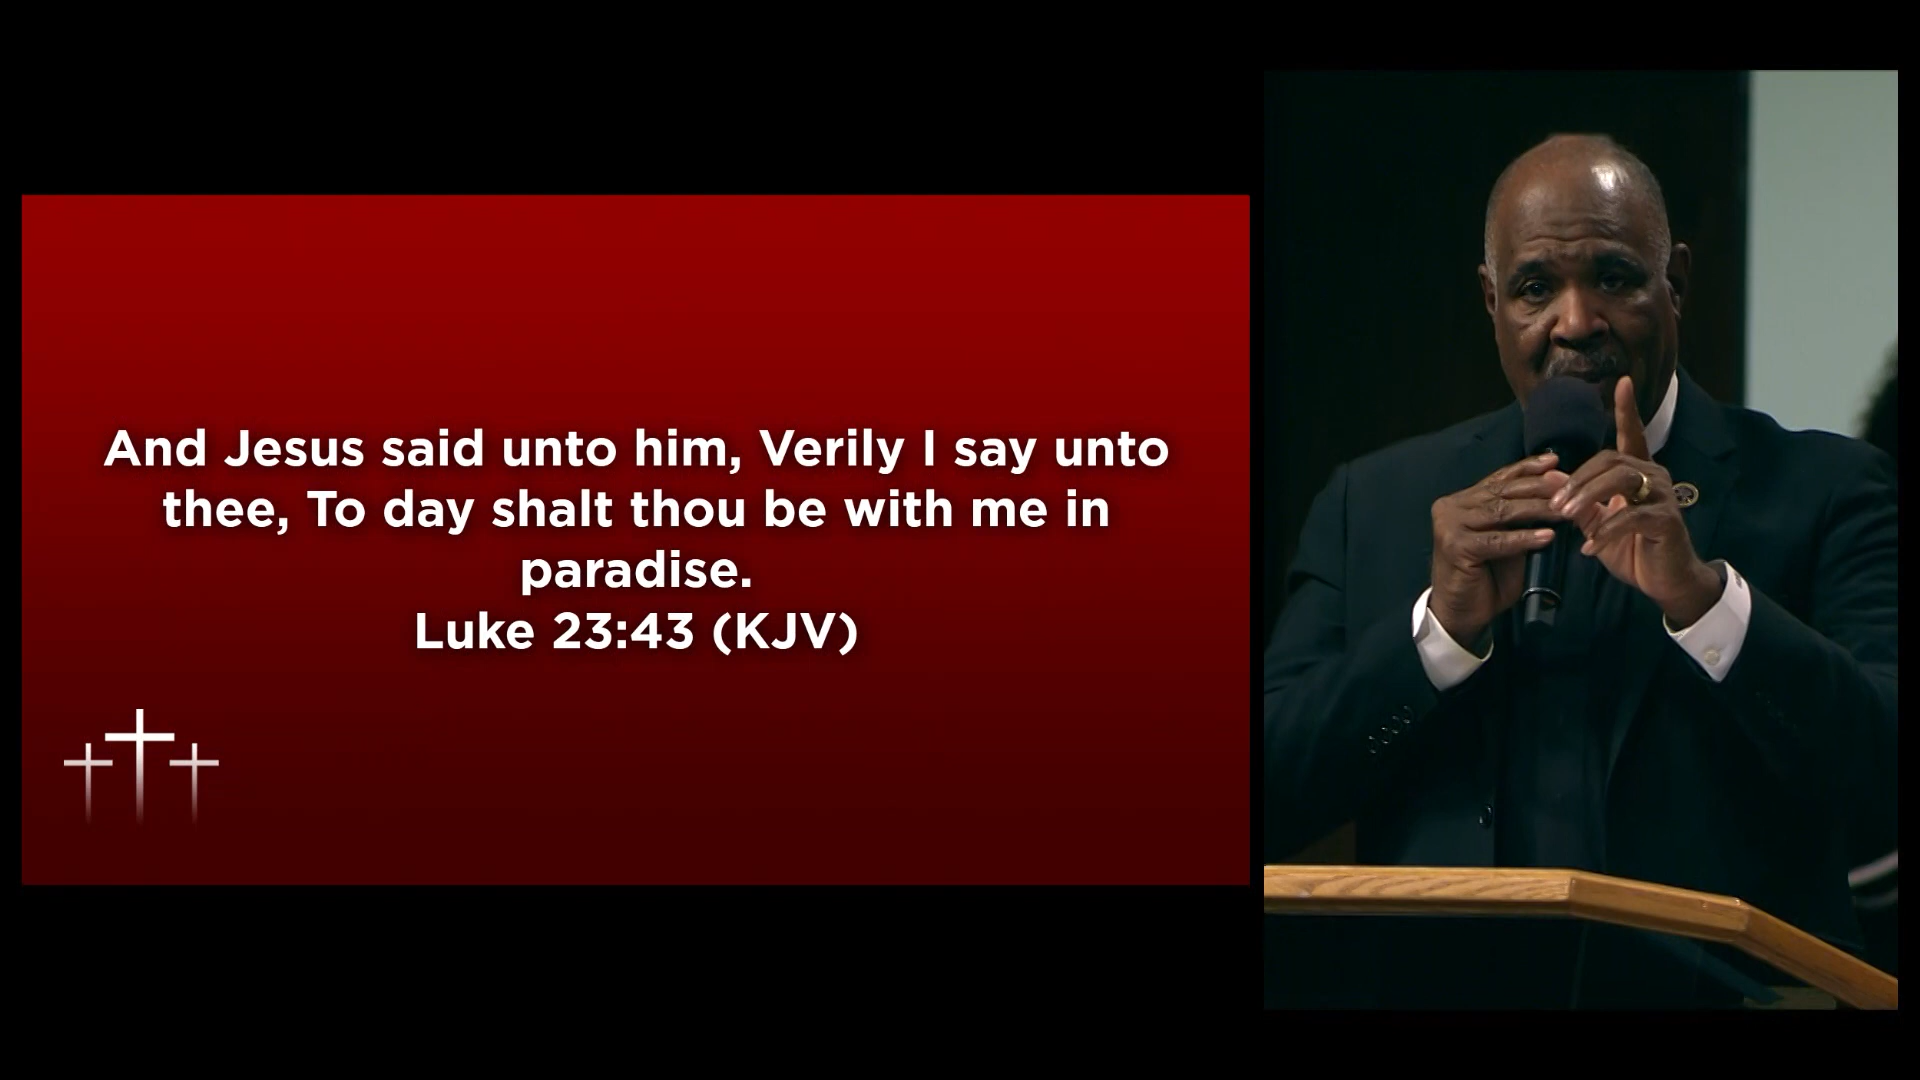 And Jesus said unto him, Verily I say unto
thee, To day shalt thou be with me in
paradise.
Luke 23:43 (KJV)